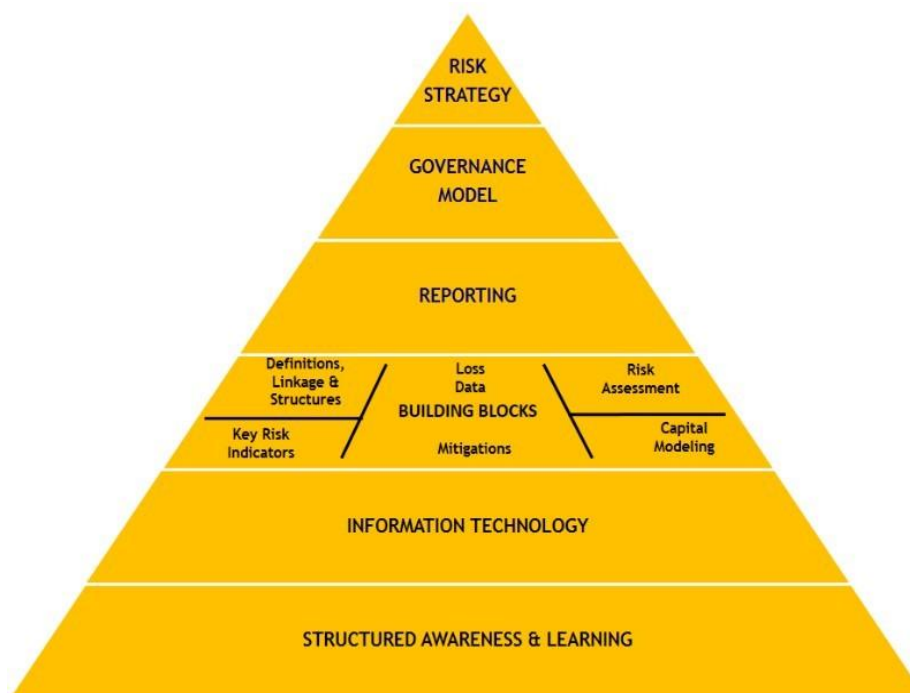 RISK
STRATEGY
GOVERNANCE
MODEL
REPORTING
Definitions,
Linkage &
Structures
Key Risk
Indicators
Loss
Data
BUILDING BLOCKS
Mitigations
Risk
Assessment
Capital
Modeling
INFORMATION TECHNOLOGY
STRUCTURED AWARENESS & LEARNING